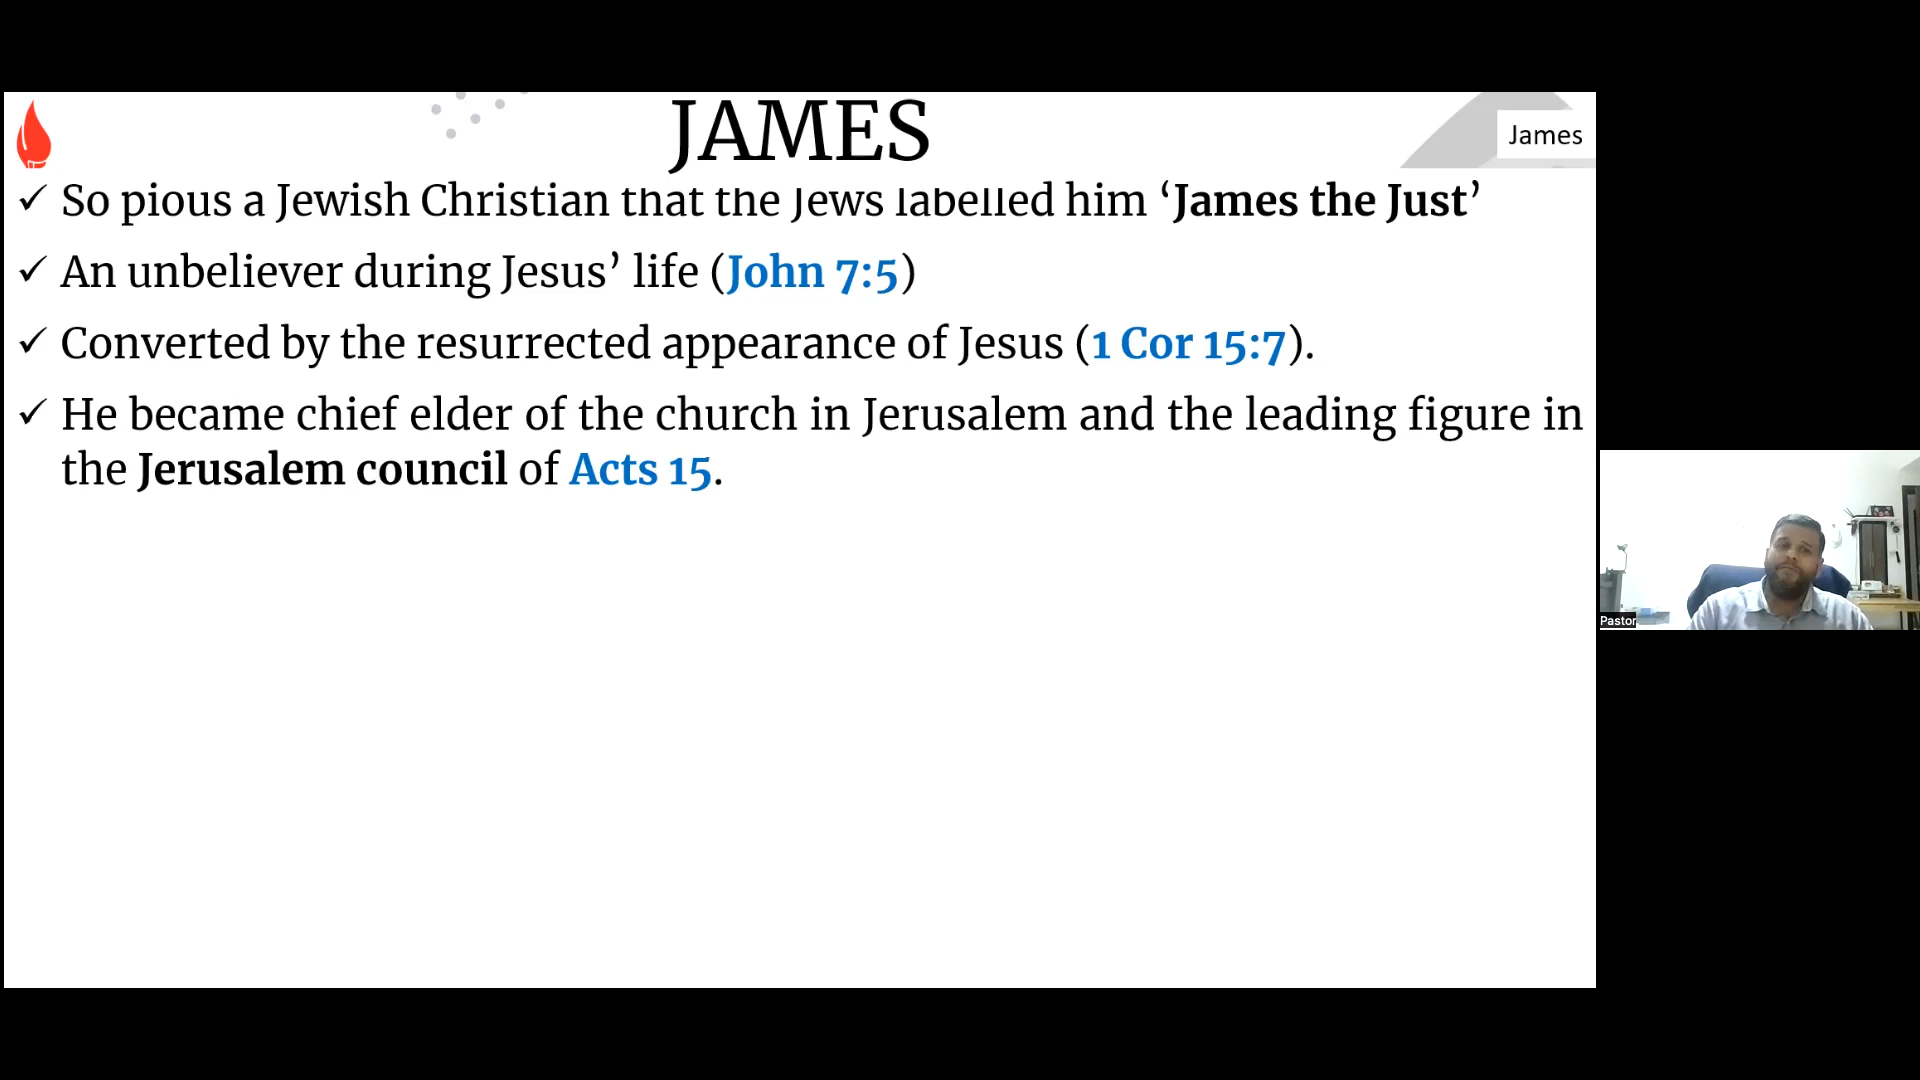 JAMES
James
✓ So pious a Jewish Christian that the Jews labelled him ‘James the Just’
✓ An unbeliever during Jesus’ life (John 7:5)
✓ Converted by the resurrected appearance of Jesus (1 Cor 15:7).
✓ He became chief elder of the church in Jerusalem and the leading figure in
the Jerusalem council of Acts 15.
Pastor